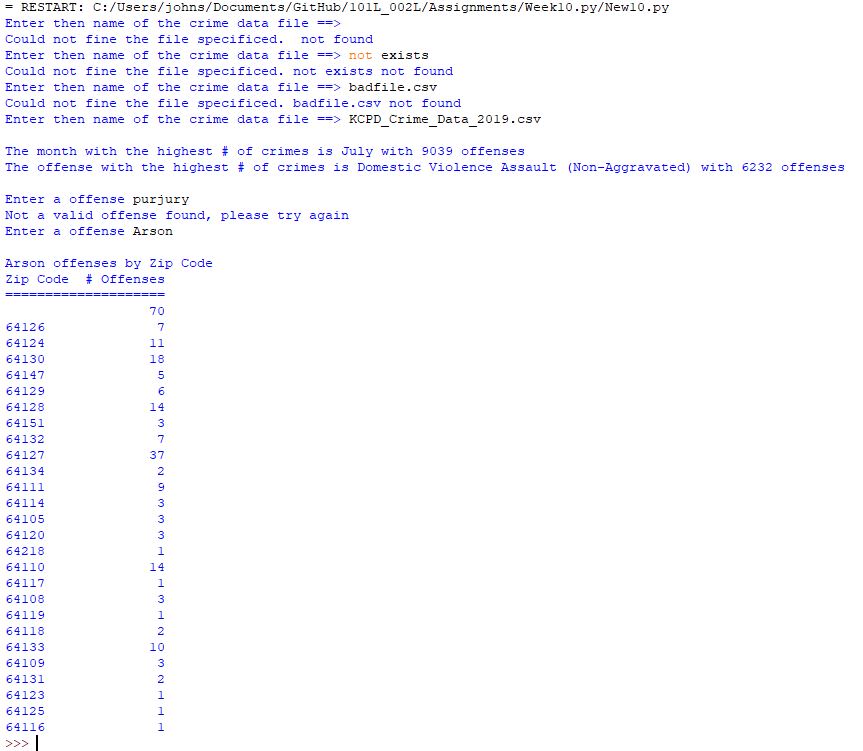 = RESTART: C:/Users/johns/Documents/GitHub/101L_002L/Assignments/Week10.py/New10.py
Enter then name of the crime data file ==>
Could not fine the file specificed.  not found
Enter then name of the crime data file ==> not exists
Could not fine the file specificed. not exists not found
Enter then name of the crime data file ==> badfile.csv
Could not fine the file specificed. badfile.csv not found
Enter then name of the crime data file ==> KCPD_Crime_Data_2019.csv

The month with the highest # of crimes is July with 9039 offenses
The offense with the highest # of crimes is Domestic Violence Assault (Non-Aggravated) with 6232 offenses

Enter a offense purjury
Not a valid offense found, please try again
Enter a offense Arson

Arson offenses by Zip Code
Zip Code  # Offenses
====================
                  70
64126              7
64124             11
64130             18
64147              5
64129              6
64128             14
64151              3
64132              7
64127             37
64134              2
64111              9
64114              3
64105              3
64120              3
64218              1
64110             14
64117              1
64108              3
64119              1
64118              2
64133             10
64109              3
64131              2
64123              1
64125              1
64116              1
>>>